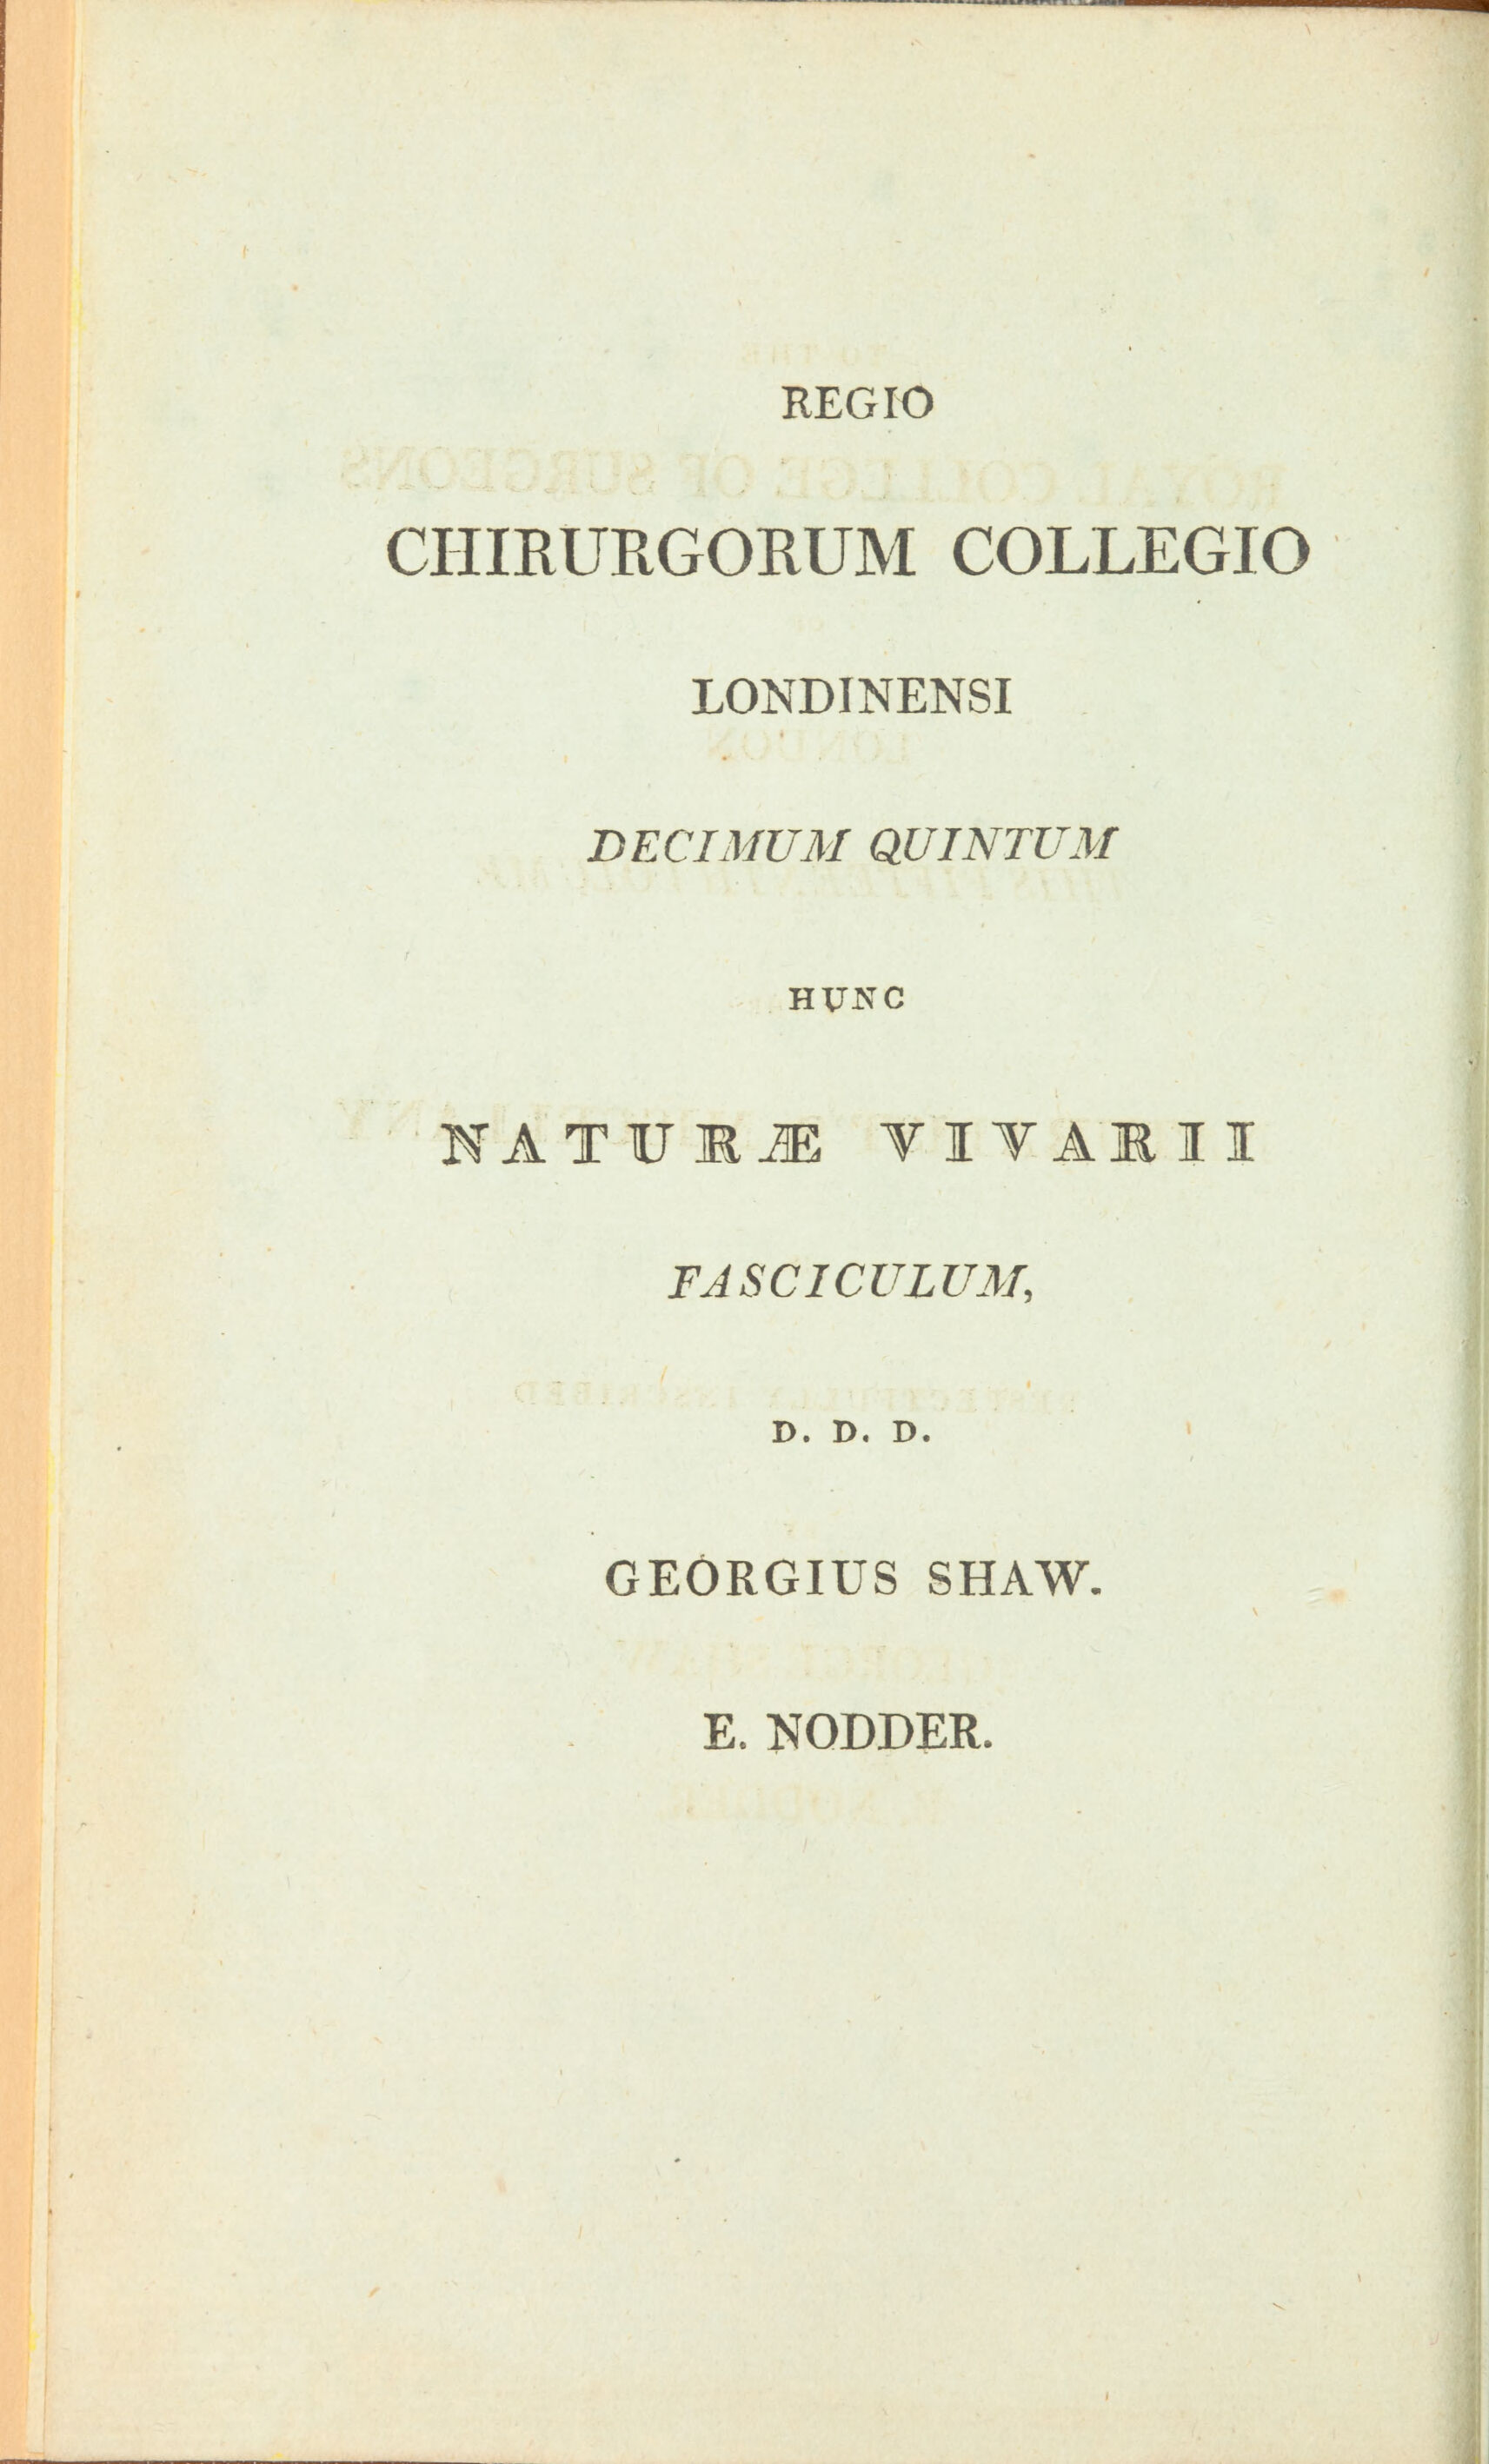 REGIO
CHIRURGORUM COLLEGIO
LONDINENSI
DECIMUM QUINTUM
HUNC
NATURÆ VIVARII
FASCICULUM,
D. D. D.
GEORGIUS SHAW.
E. NODDER.